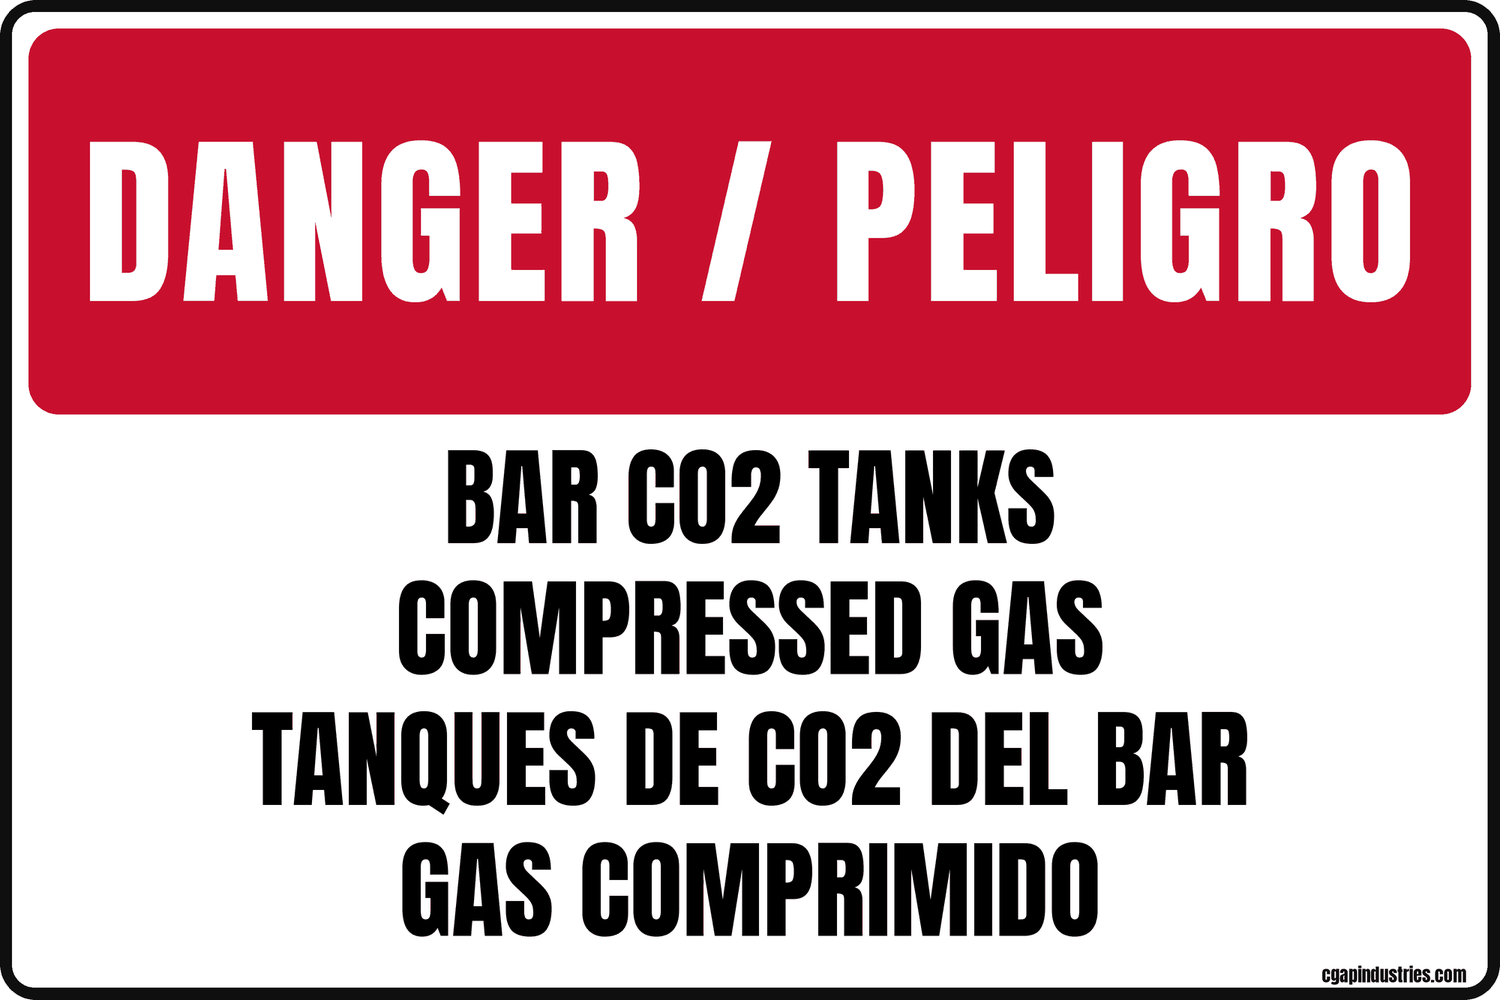 DANGER / PELIGRO
BAR CO2 TANKS
COMPRESSED GAS
TANQUES DE CO2 DEL BAR
GAS COMPRIMIDO
cgapindustries.com